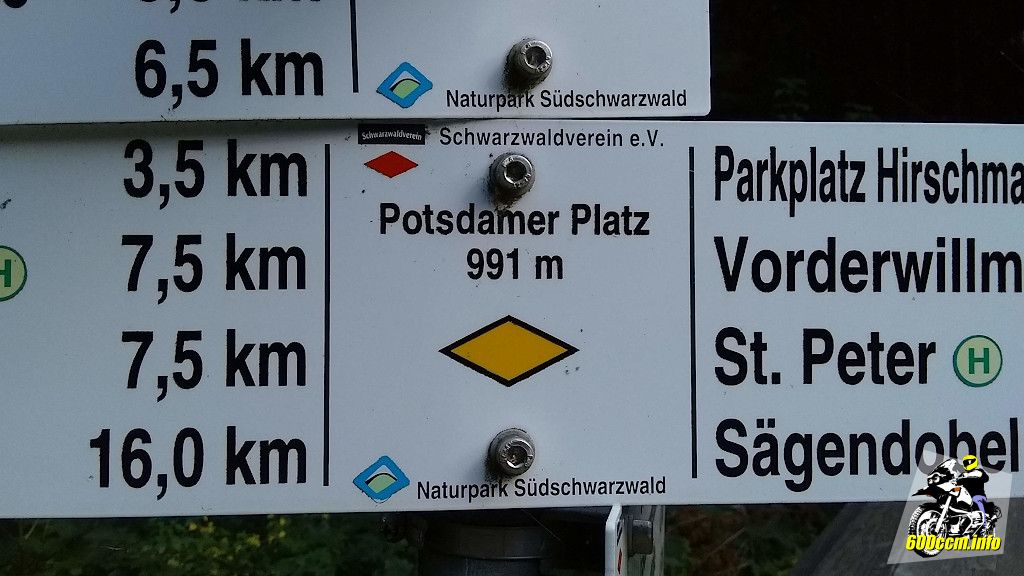 6,5 km
Naturpark Südschwarzwald
Schwarzwaldverein
Schwarzwaldverein e.V.
3,5 km
H
7,5 km
7,5 km
16,0 km
Potsdamer Platz
991 m
Naturpark Südschwarzwald
Parkplatz Hirschma
Vorderwillm
St. Peter H
Sägendobel
600ccm.info